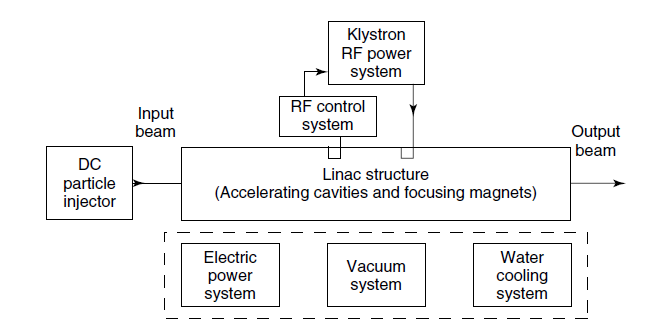 Klystron
RF power
system
RF control
system
Input
beam
Output
beam
DC
particle
injector
Linac structure
(Accelerating cavities and focusing magnets)
Electric
power
system
Vacuum
system
Water
cooling
system